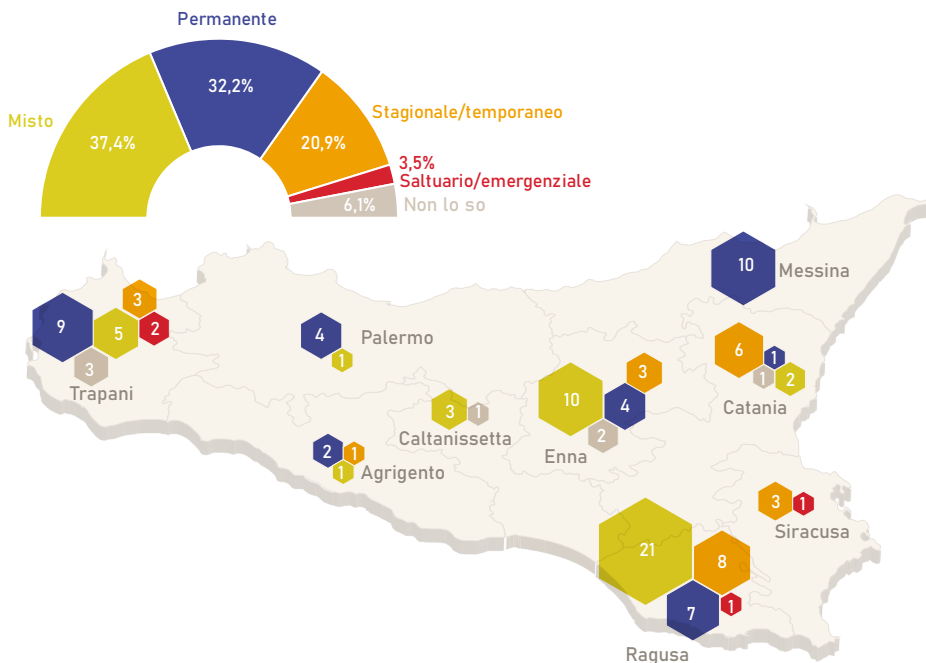 Permanente
32,2%
Misto
37,4%
Stagionale/temporaneo
20,9%
3,5%
Saltuario/emergenziale
6,1%
Non lo so
10
Messina
3
9
5
2
3
Trapani
4
Palermo
1
6
1
1
2
Catania
3
10
4
2
Enna
3
1
Caltanissetta
2
1
1
Agrigento
3
1
Siracusa
21
8
7
1
Ragusa